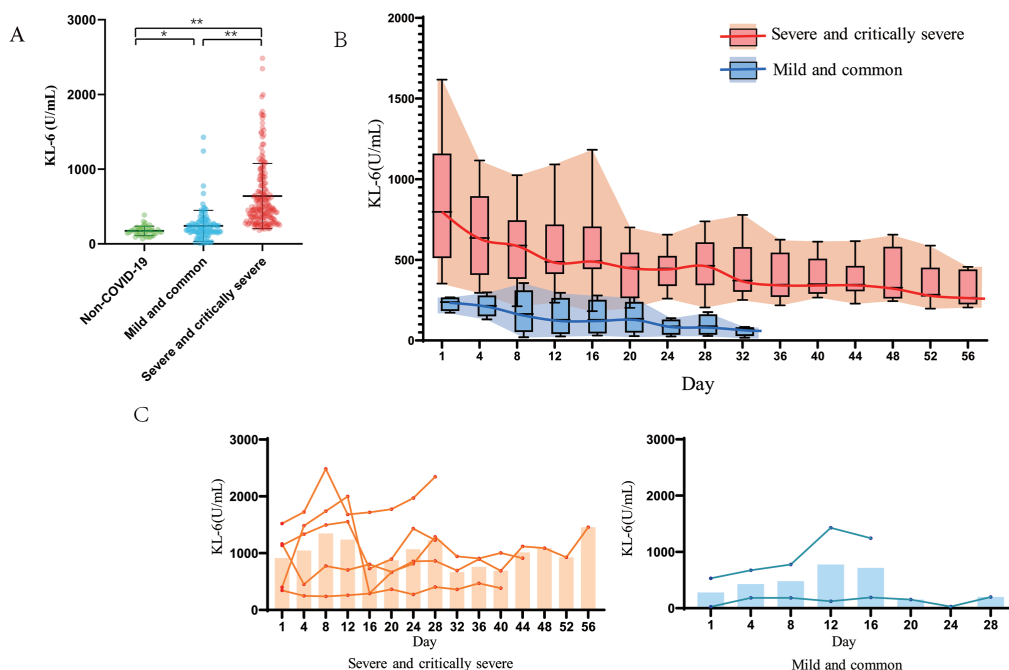 A
KL-6 (U/mL)
3000
2000
1000
0
**
*
**
Non-COVID-19
Mild and common
Severe and critically severe
B
KL-6(U/mL)
2000
1500
1000
500
0
1 4 8 12 16 20 24 28 32 36 40 44 48 52 56
Day
Severe and critically severe
Mild and common
C
KL-6(U/mL)
3000
2000
1000
0
1 4 8 12 16 20 24 28 32 36 40 44 48 52 56
Day
Severe and critically severe
KL-6(U/mL)
3000
2000
1000
0
1 4 8 12 16 20 24 28
Day
Mild and common